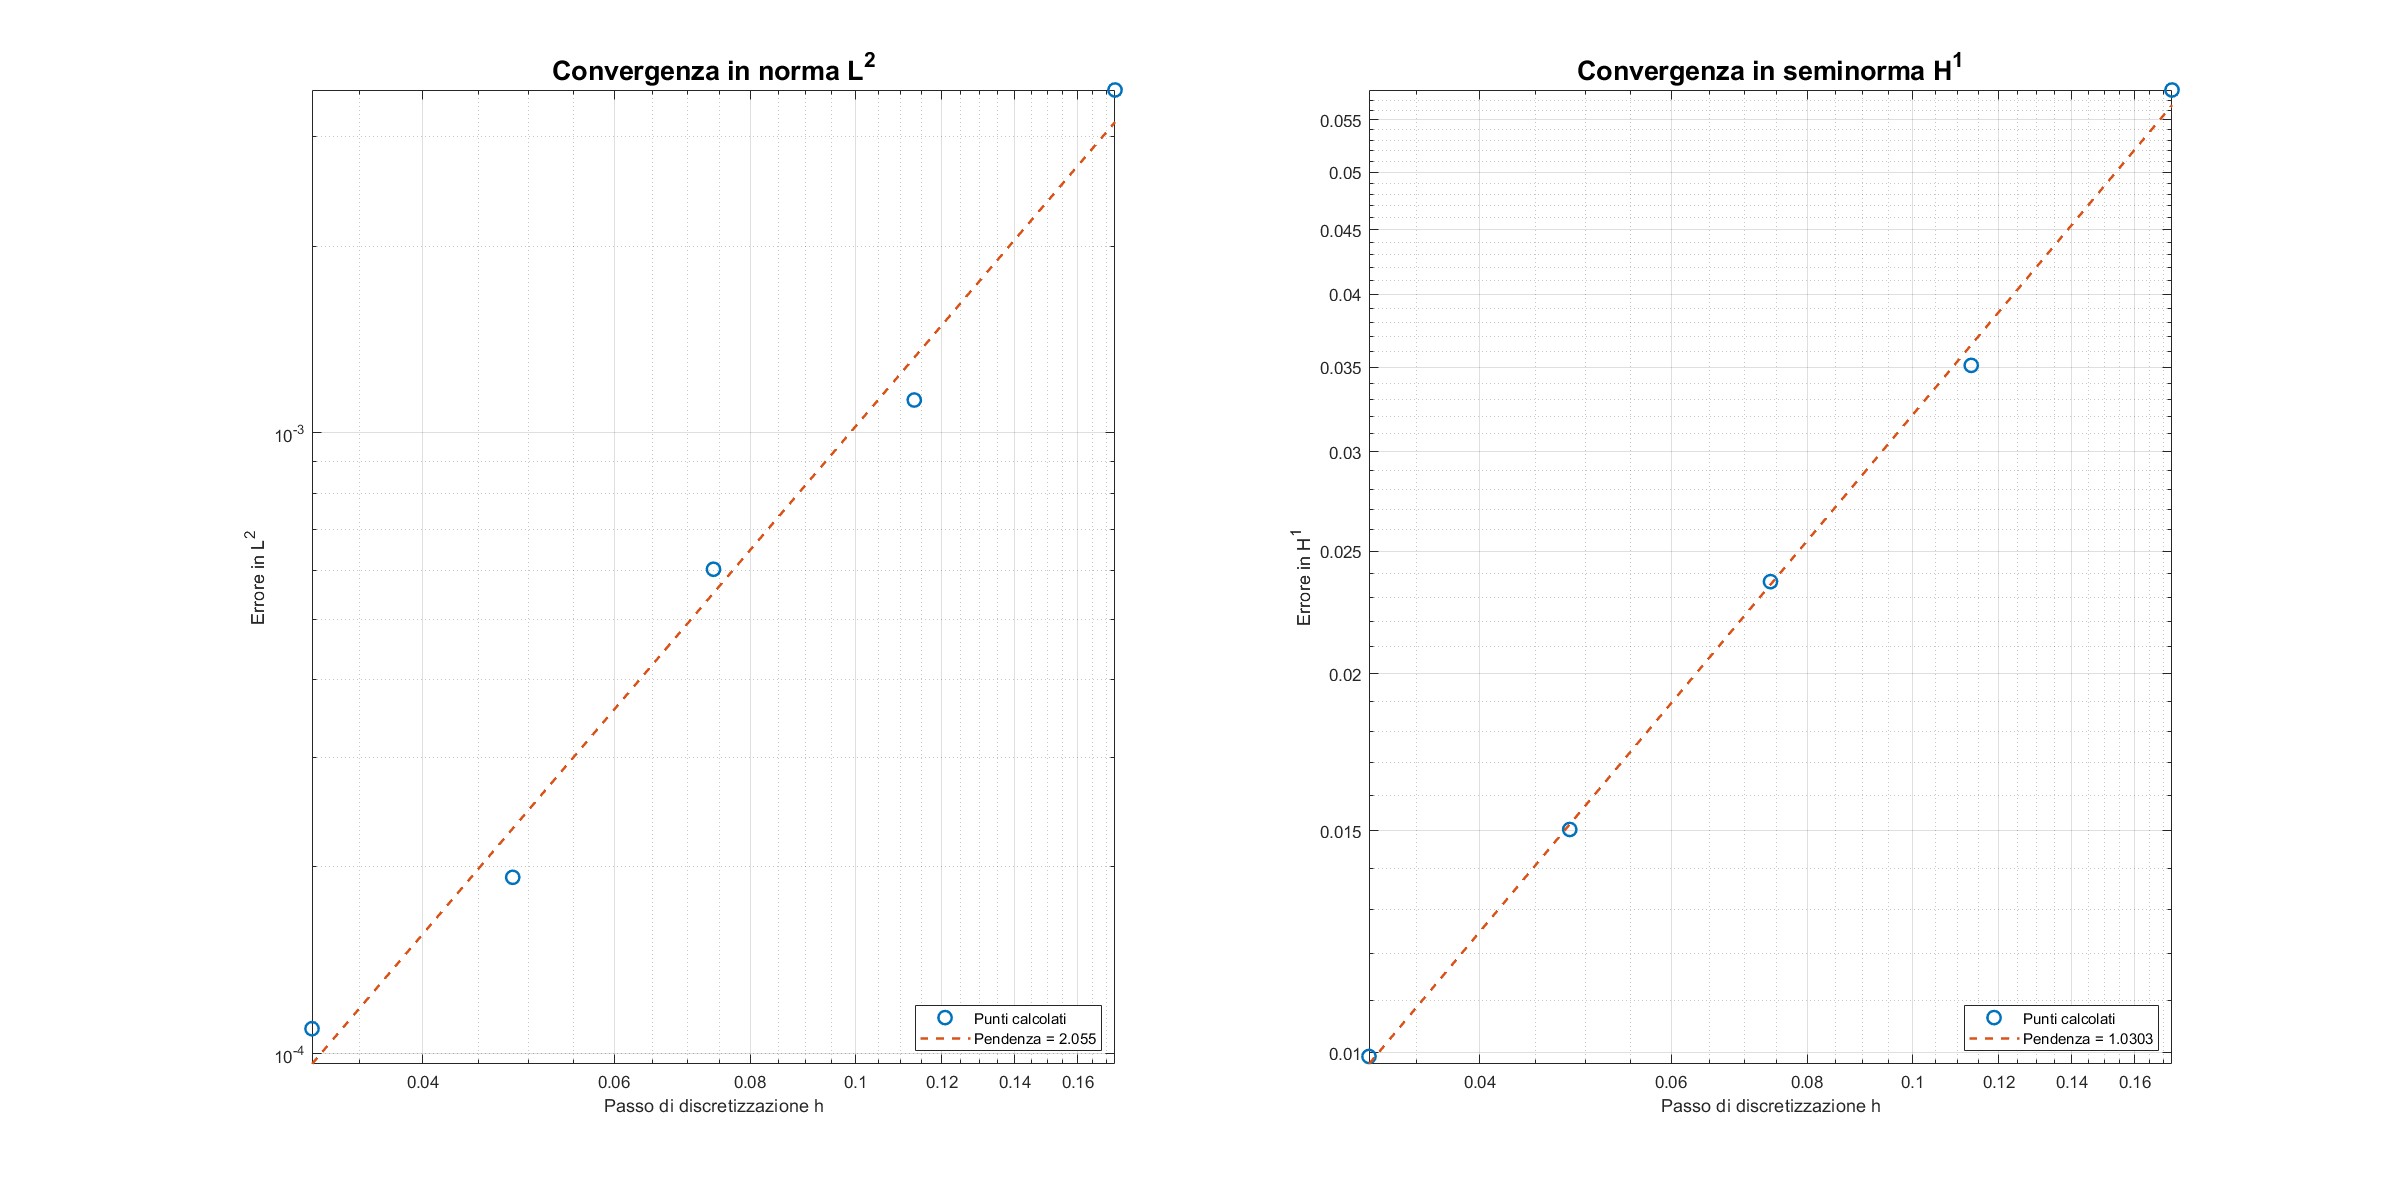 Convergenza in norma L²
10⁻³
10⁻⁴
Errore in L²
0.04 0.06 0.08 0.1 0.12 0.14 0.16
Passo di discretizzazione h
Punti calcolati
Pendenza = 2.055
Convergenza in seminorma H¹
0.055
0.05
0.045
0.04
0.035
0.03
0.025
0.02
0.015
0.01
Errore in H¹
0.04 0.06 0.08 0.1 0.12 0.14 0.16
Passo di discretizzazione h
Punti calcolati
Pendenza = 1.0303